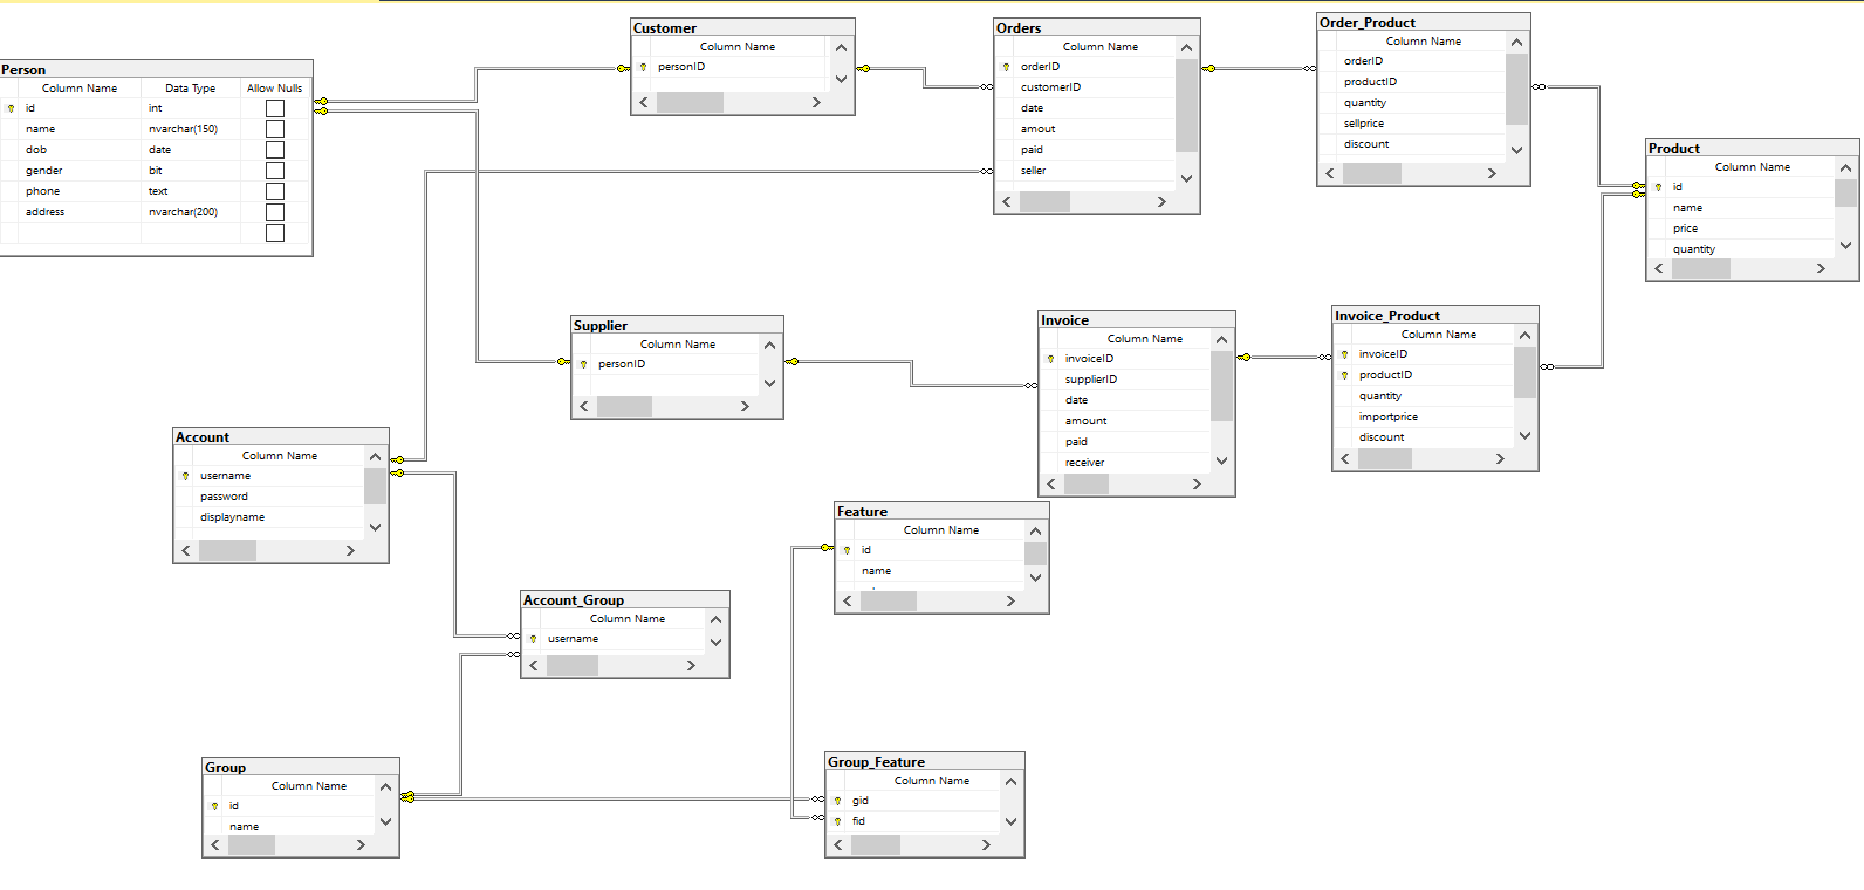 Person
Column Name Data Type Allow Nulls
id int
name nvarchar(150)
dob date
gender bit
phone text
address nvarchar(200)
Customer
Column Name
personID
Orders
Column Name
orderID
customerID
date
amout
paid
seller
Order_Product
Column Name
orderID
productID
quantity
sellprice
discount
Product
Column Name
id
name
price
quantity
Supplier
Column Name
personID
Invoice
Column Name
invoiceID
supplierID
date
amount
paid
receiver
Invoice_Product
Column Name
invoiceID
productID
quantity
importprice
discount
Account
Column Name
username
password
displayname
Feature
Column Name
id
name
Account_Group
Column Name
username
Group
Column Name
id
name
Group_Feature
Column Name
gid
fid